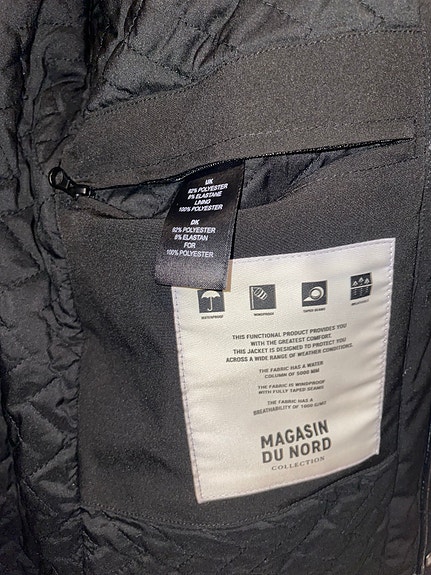 UK
92% POLYESTER
8% ELASTANE
LINING
100% POLYESTER
DK
92% POLYESTER
8% ELASTAN
FOR
100% POLYESTER
WATERPROOF
WINDPROOF
TAPED SEAMS
THIS FUNCTIONAL PRODUCT PROVIDES YOU
WITH THE GREATEST COMFORT.
THIS JACKET IS DESIGNED TO PROTECT YOU
ACROSS A WIDE RANGE OF WEATHER CONDITIONS.
THE FABRIC HAS A WATER
COLUMN OF 5000 MM
THE FABRIC IS WINDPROOF
WITH FULLY TAPED SEAMS
THE FABRIC HAS A
BREATHABILITY OF
MAGASIN
DU NORD
COLLECTION